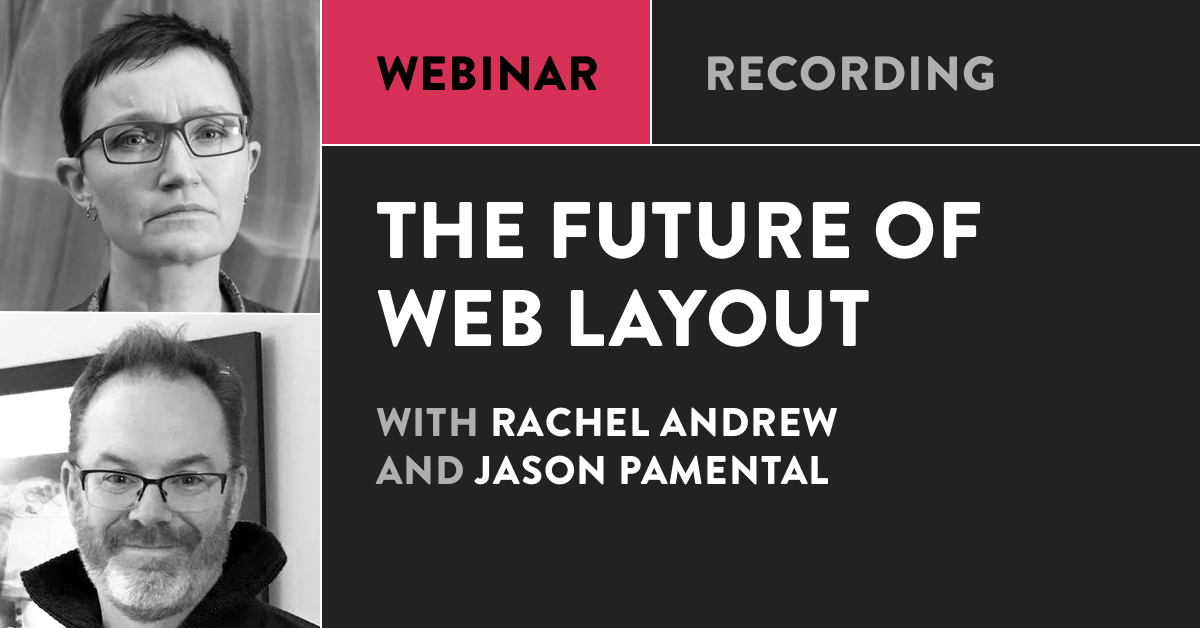 WEBINAR
RECORDING
THE FUTURE OF
WEB LAYOUT
WITH RACHEL ANDREW
AND JASON PAMENTAL